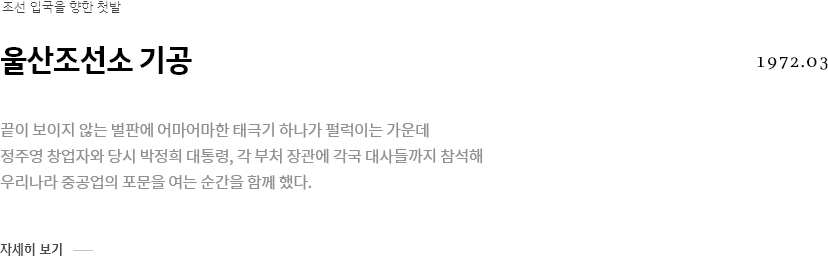 조선 입국을 향한 첫발
울산조선소 기공
1972.03
끝이 보이지 않는 벌판에 어마어마한 태극기 하나가 펄럭이는 가운데
정주영 창업자와 당시 박정희 대통령, 각 부처 장관에 각국 대사들까지 참석해
우리나라 중공업의 포문을 여는 순간을 함께 했다.
자세히 보기